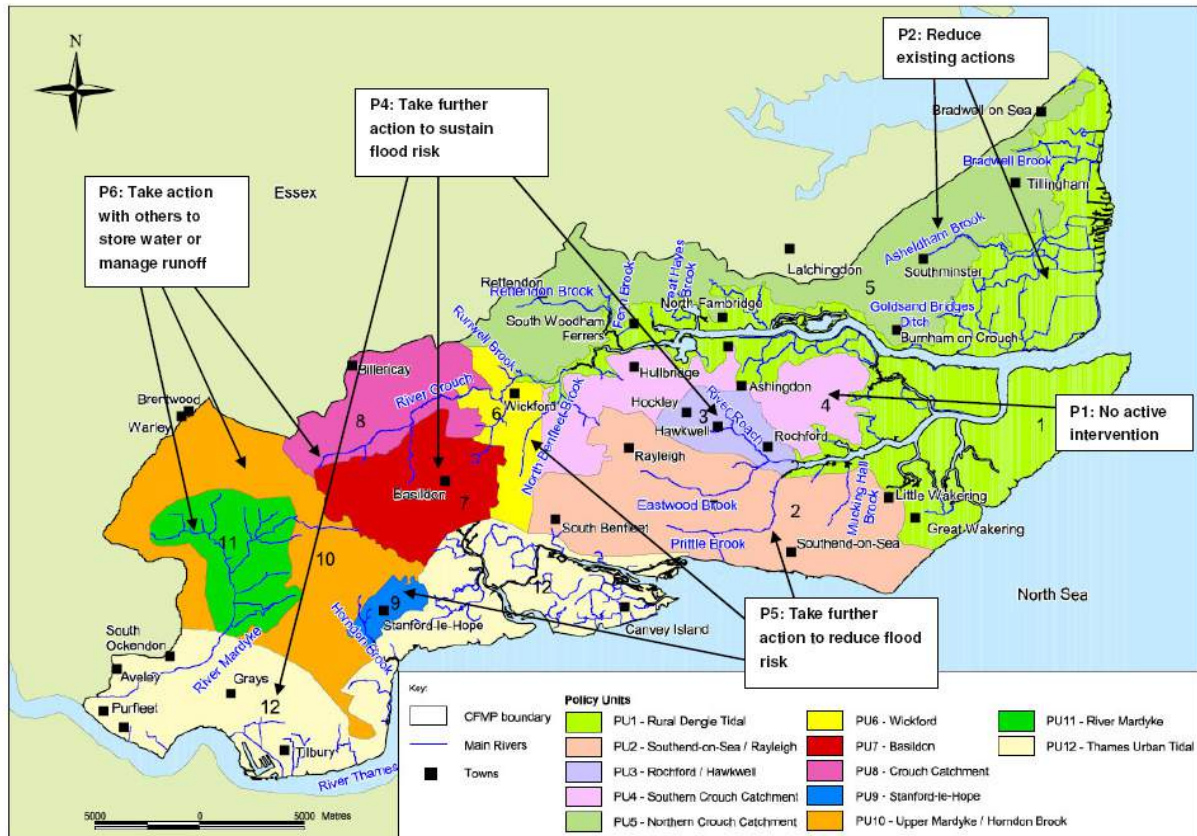 N
P2: Reduce
existing actions
P4: Take further
action to sustain
flood risk
Bradwell on Sea
Bradwell Brook
Tillingham
Essex
P6: Take action
with others to
store water or
manage runoff
Asheldham Brook
Latchingdon
Southminster
Rettendon
Rettendon Brook
Fenn Brook
Great Hayes
Brook
North Fambridge
5
Goldsand Bridges
Ditch
South Woodham
Ferrers
Burnham on Crouch
Runwell Brook
Billericay
River Crouch
Hullbridge
Ashingdon
8
6
Wickford
Hockley
3
River Roach
4
P1: No active
intervention
1
Brentwood
Warley
North Benfleet Brook
Hawkwell
Rochford
Rayleigh
Basildon
7
Eastwood Brook
Mucking Hall
Brook
Little Wakering
2
Great Wakering
South Benfleet
Prittle Brook
Southend-on-Sea
11
10
12
North Sea
9
Stanford-le-Hope
Canvey Island
P5: Take further
action to reduce flood
risk
Horndon Brook
South
Ockendon
River Mardyke
Aveley
Grays
Purfleet
12
Tilbury
River Thames
5000 0 5000 Metres
Key:
CFMP boundary
Main Rivers
Towns
Policy Units
PU1 - Rural Dengie Tidal
PU2 - Southend-on-Sea / Rayleigh
PU3 - Rochford / Hawkwell
PU4 - Southern Crouch Catchment
PU5 - Northern Crouch Catchment
PU6 - Wickford
PU7 - Basildon
PU8 - Crouch Catchment
PU9 - Stanford-le-Hope
PU10 - Upper Mardyke / Horndon Brook
PU11 - River Mardyke
PU12 - Thames Urban Tidal